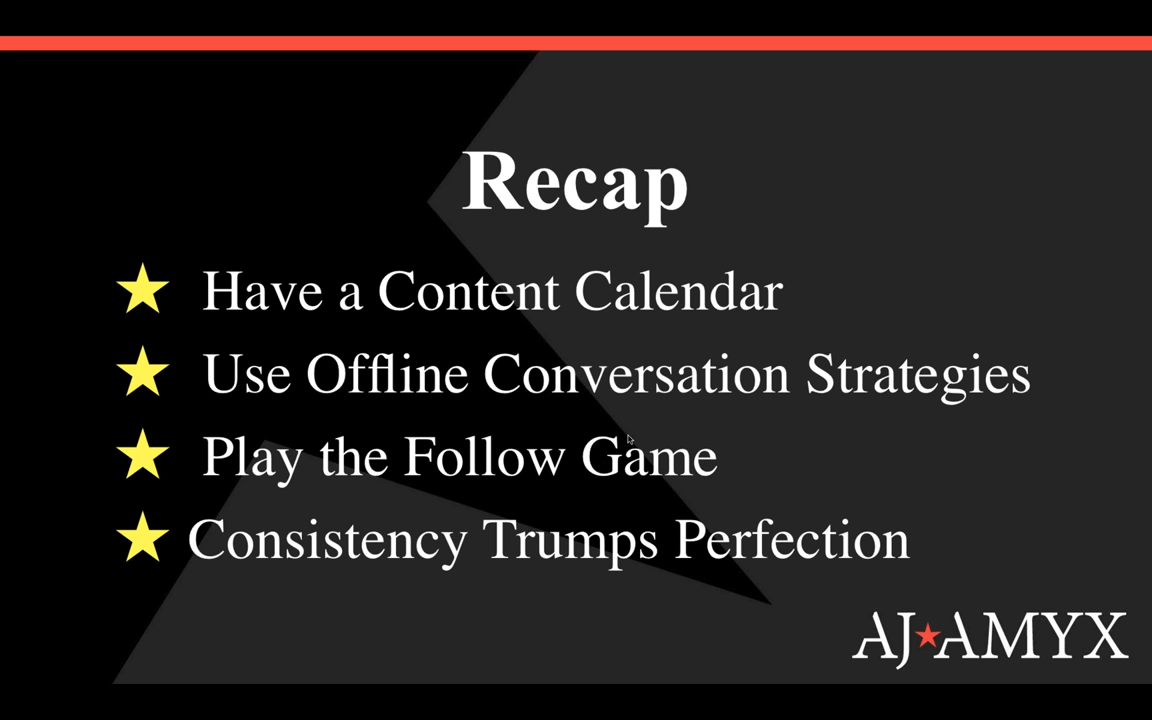 Recap
Have a Content Calendar
Use Offline Conversation Strategies
Play the Follow Game
Consistency Trumps Perfection
AJ★AMYX